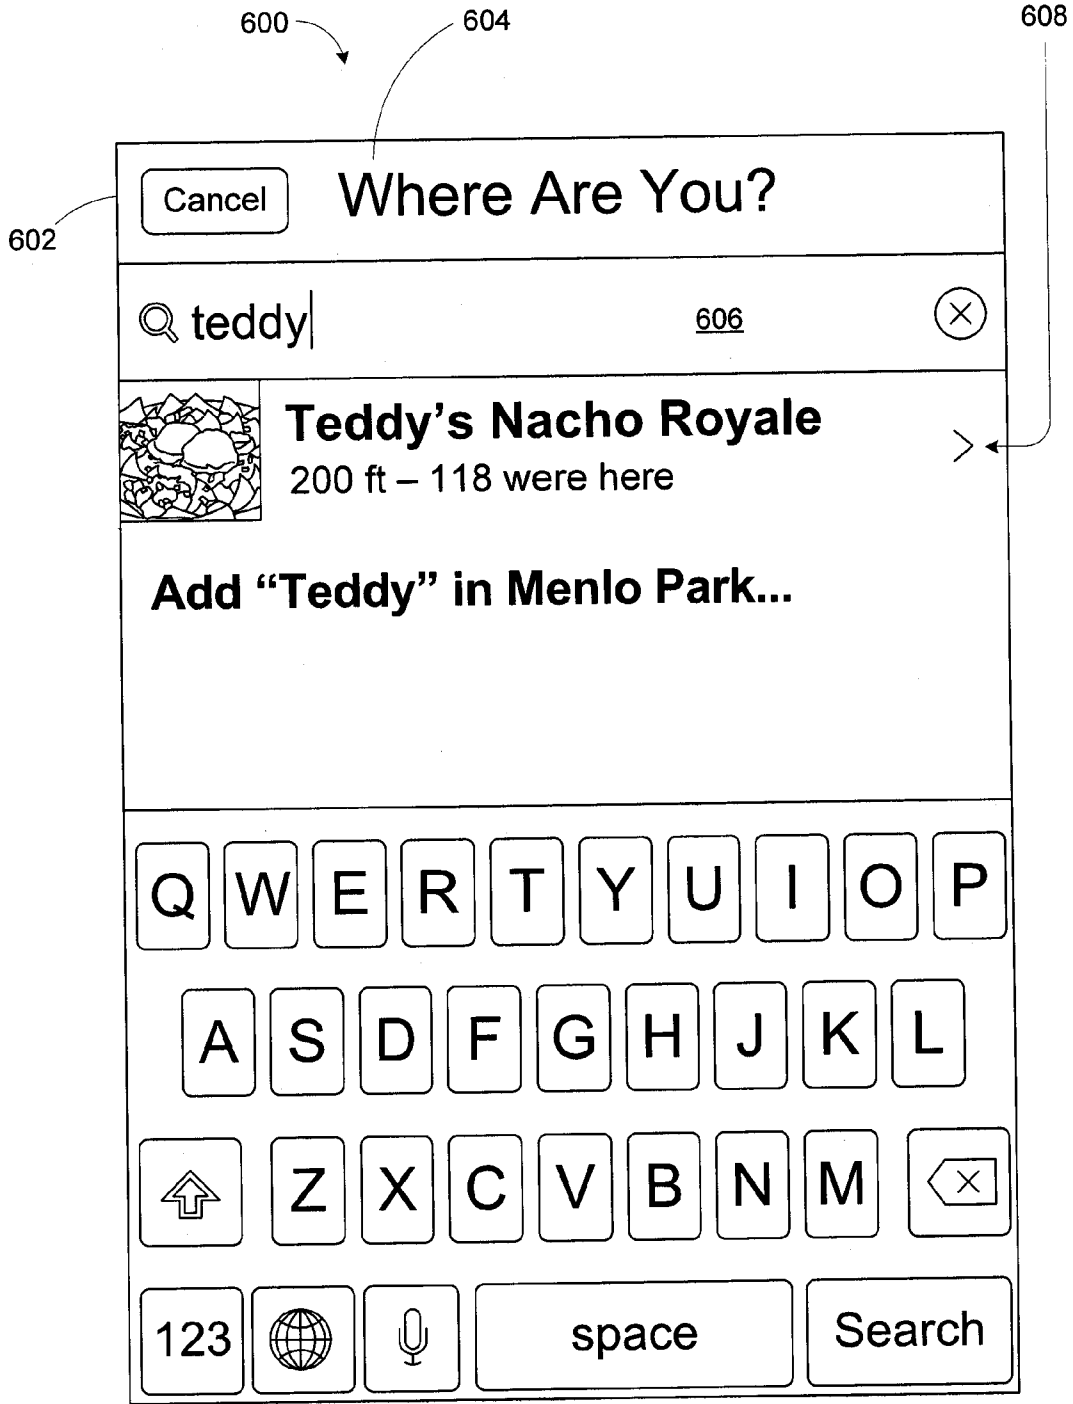 600
604
608
602
Cancel
Where Are You?
teddy
606
Teddy’s Nacho Royale
200 ft – 118 were here
Add “Teddy” in Menlo Park...
Q W E R T Y U I O P
A S D F G H J K L
Z X C V B N M
123 space Search